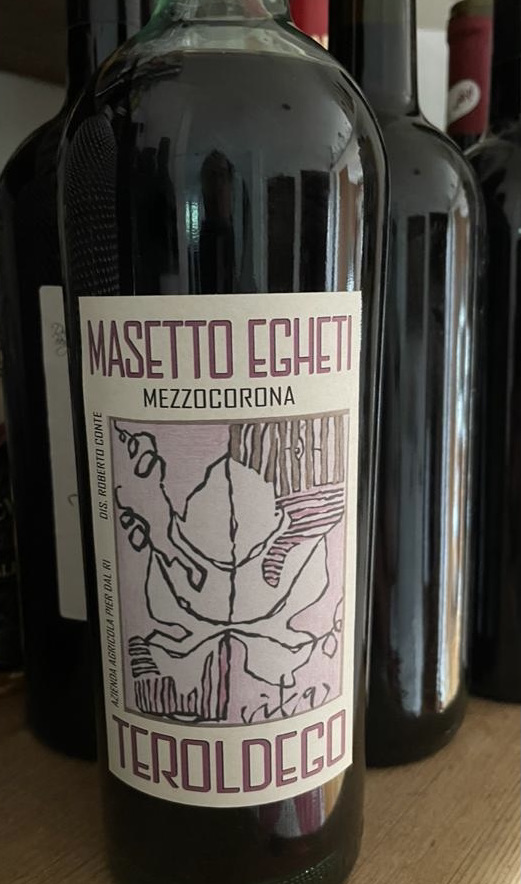 MASETTO EGHETI
MEZZOCORONA
DIS. ROBERTO CONTE
AZIENDA AGRICOLA PIER DAL RI
TEROLDEGO